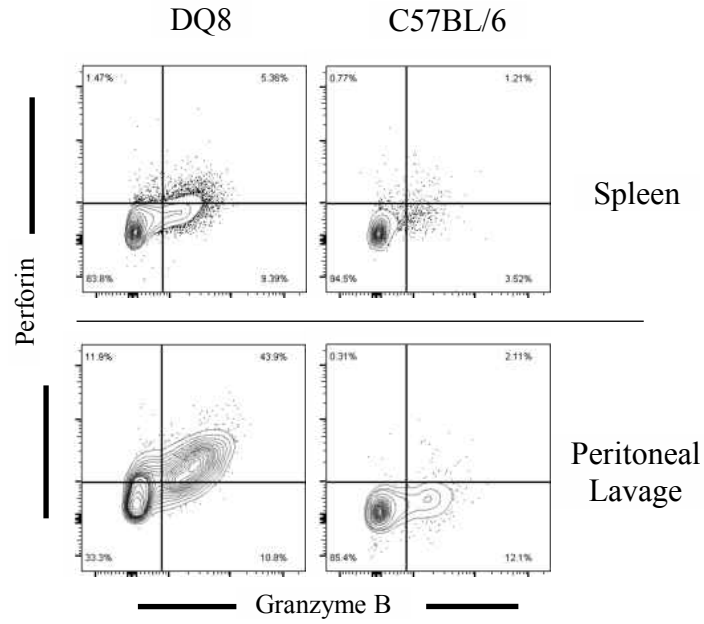 DQ8 C57BL/6
1.47% 5.36% 0.77% 1.21%
Spleen
83.8% 9.39% 94.5% 3.52%
Perforin
11.9% 43.9% 0.31% 2.11%
Peritoneal
Lavage
33.3% 10.8% 85.4% 12.1%
Granzyme B